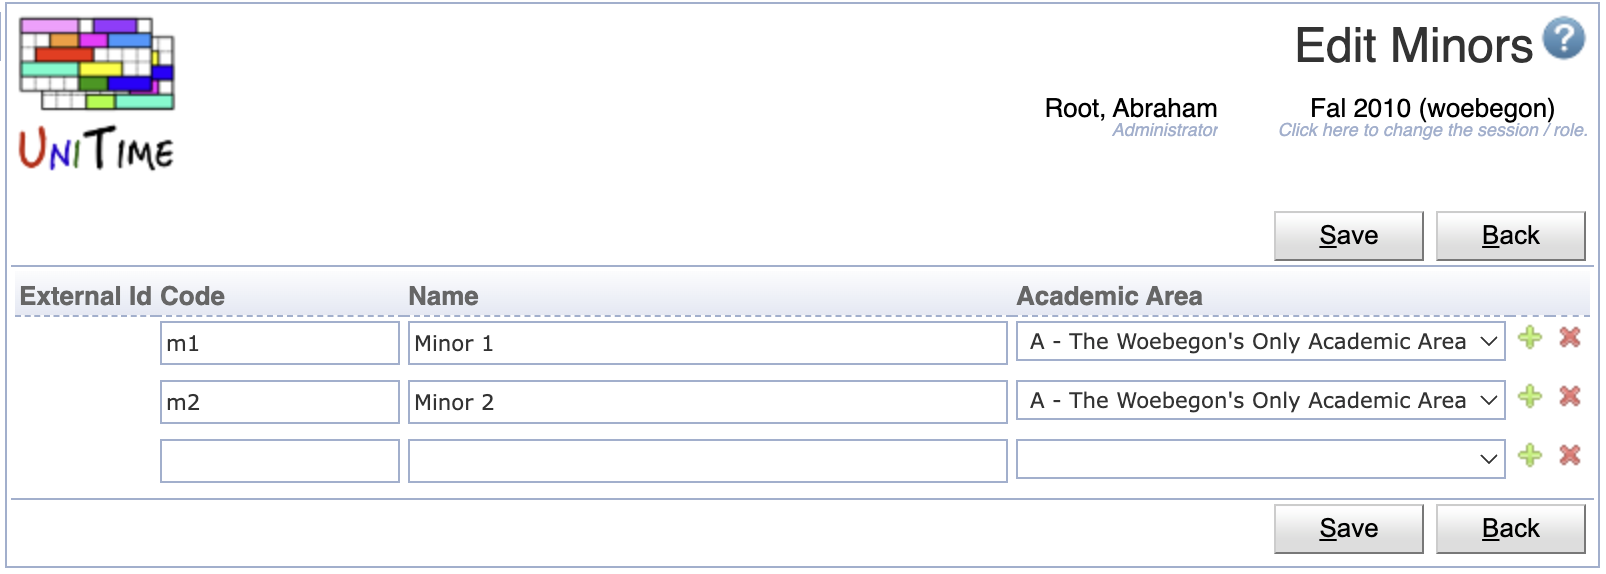 UNITIME
Edit Minors
?
Root, Abraham
Administrator
Fal 2010 (woebegon)
Click here to change the session / role.
Save Back
External Id Code Name Academic Area
m1 Minor 1 A - The Woebegon's Only Academic Area
m2 Minor 2 A - The Woebegon's Only Academic Area
Save Back